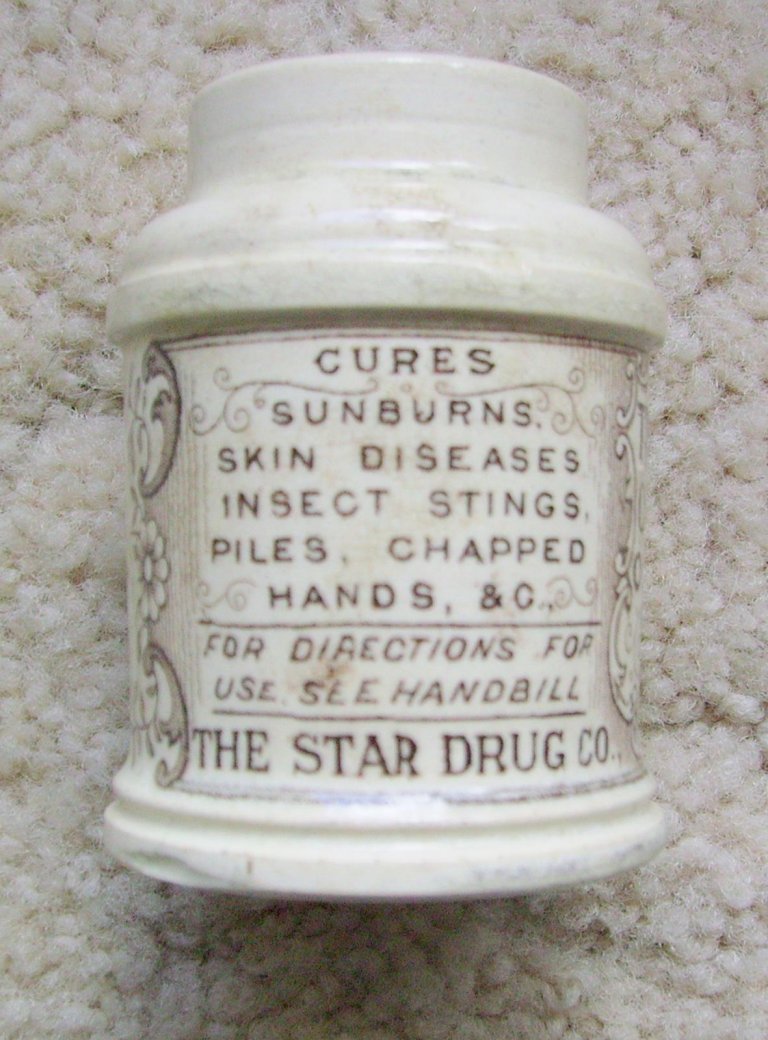 CURES
SUNBURNS.
SKIN DISEASES
INSECT STINGS,
PILES, CHAPPED
HANDS, &C.,
FOR DIRECTIONS FOR
USE, SEE HANDBILL
THE STAR DRUG CO.,